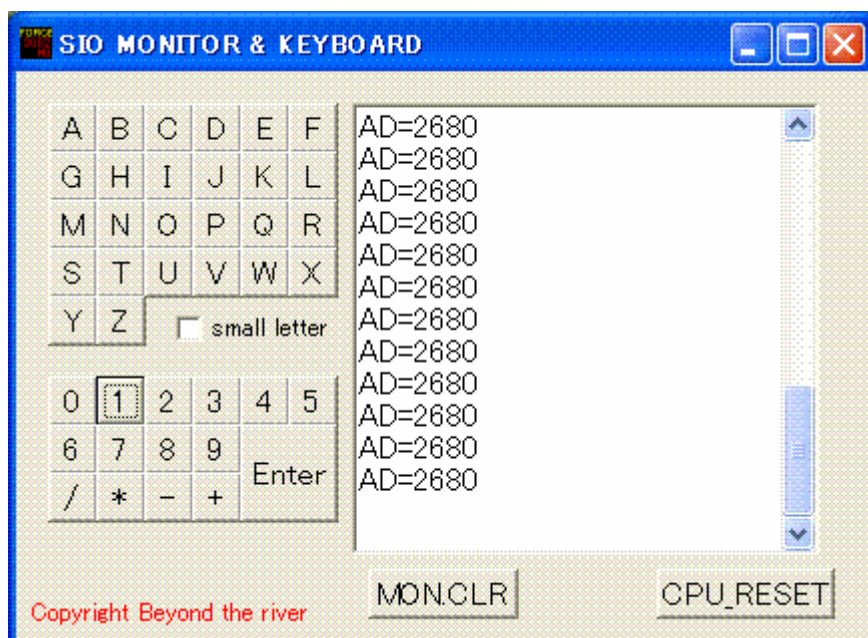 SIO MONITOR & KEYBOARD
A B C D E F
G H I J K L
M N O P Q R
S T U V W X
Y Z
small letter
0 1 2 3 4 5
6 7 8 9
Enter
/ * - +
AD=2680
AD=2680
AD=2680
AD=2680
AD=2680
AD=2680
AD=2680
AD=2680
AD=2680
AD=2680
AD=2680
AD=2680
MON.CLR
CPU_RESET
Copyright Beyond the river